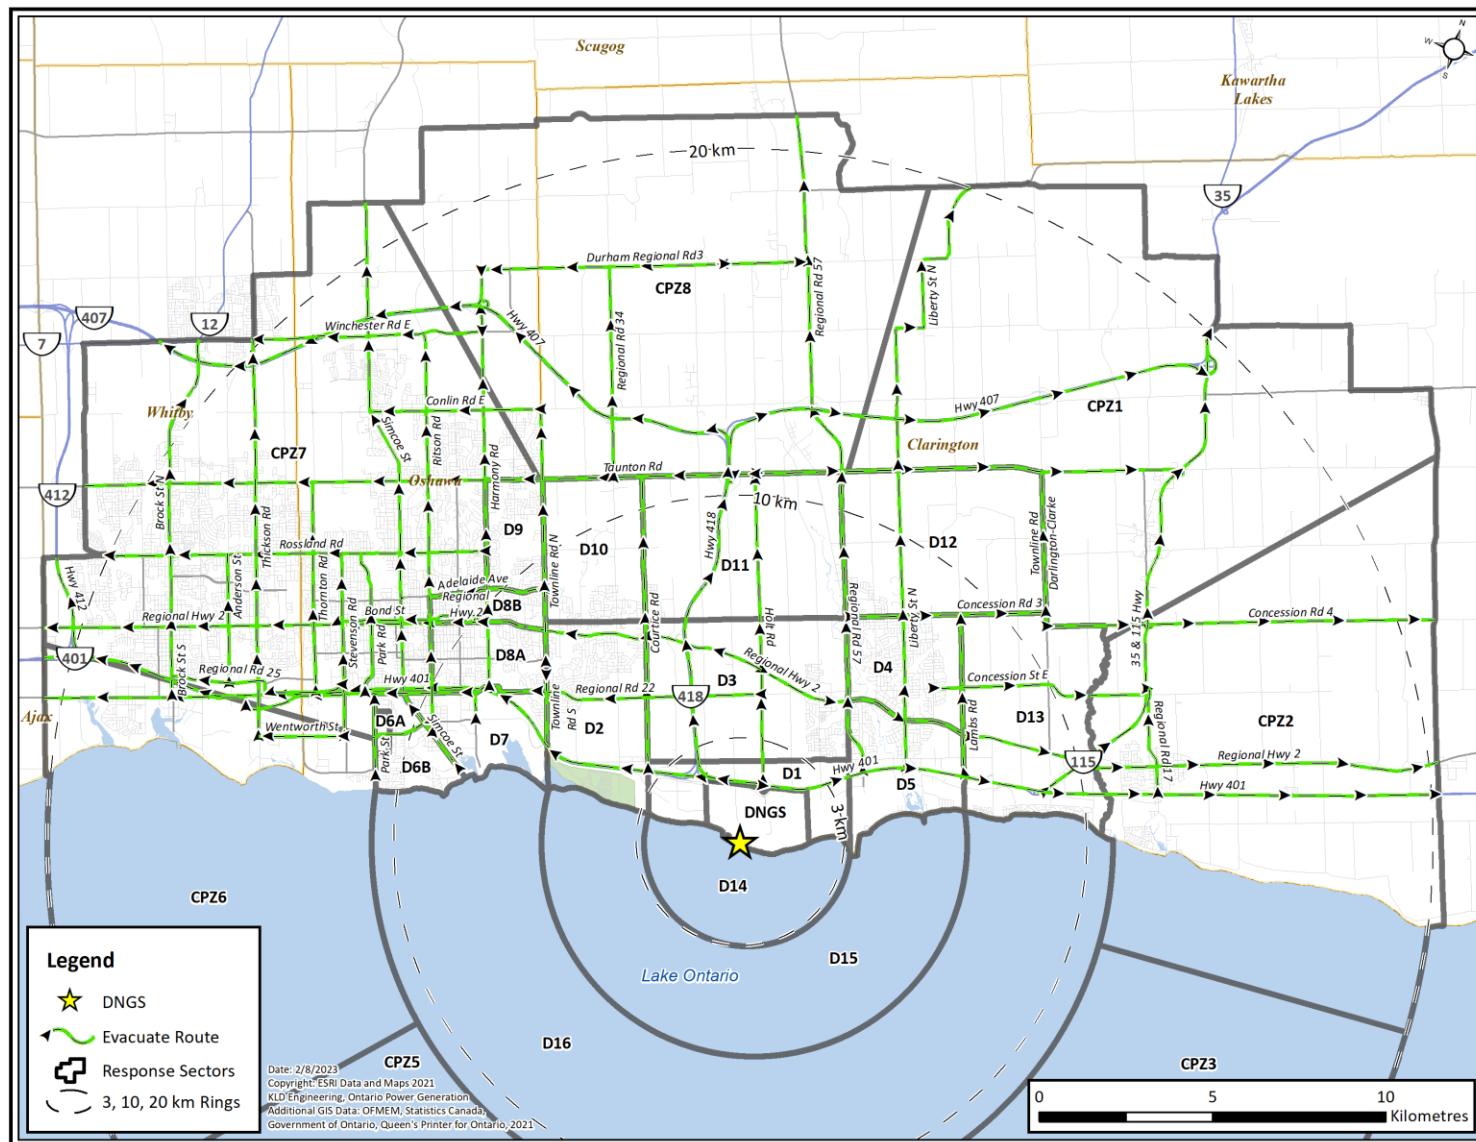 Scugog
Kawartha
Lakes
N
W
S
20 km
35
Durham Regional Rd3
CPZ8
Regional Rd 57
Liberty St N
407
12
7
Winchester Rd E
Hwy 407
Regional Rd 34
Conlin Rd E
Hwy 407
CPZ1
Whitby
Simcoe St
Ritson Rd
Clarington
CPZ7
Harmony Rd
Taunton Rd
Oshawa
412
Brock St N
10 km
Thickson Rd
D9
D10
Hwy 418
D11
D12
Townline Rd
Darlington-Clarke
Rossland Rd
Hwy 412
Anderson St
Thornton Rd
Stevenson Rd
Adelaide Ave
Regional
Hwy 2
D8B
Townline Rd N
Regional Hwy 2
Bond St
Park Rd
Courtice Rd
Holt Rd
Regional Rd 57
Liberty St N
Concession Rd 3
Concession Rd 4
35 & 115 Hwy
401
Brock St S
Regional Rd 25
D8A
D3
Regional Hwy 2
D4
Hwy 401
Regional Rd 22
418
Concession St E
Ajax
Wentworth St
D6A
Simcoe St
Park St
D6B
D7
Townline
Rd S
D2
Lambs Rd
D13
Regional Rd 17
CPZ2
115
D1
Hwy 401
D5
Regional Hwy 2
Hwy 401
DNGS
3 km
D14
CPZ6
D15
Lake Ontario
D16
CPZ5
CPZ3
Legend
DNGS
Evacuate Route
Response Sectors
3, 10, 20 km Rings
Date: 2/8/2023
Copyright: ESRI Data and Maps 2021
KLD Engineering, Ontario Power Generation
Additional GIS Data: OFMEM, Statistics Canada,
Government of Ontario, Queen's Printer for Ontario, 2021
0 5 10
Kilometres